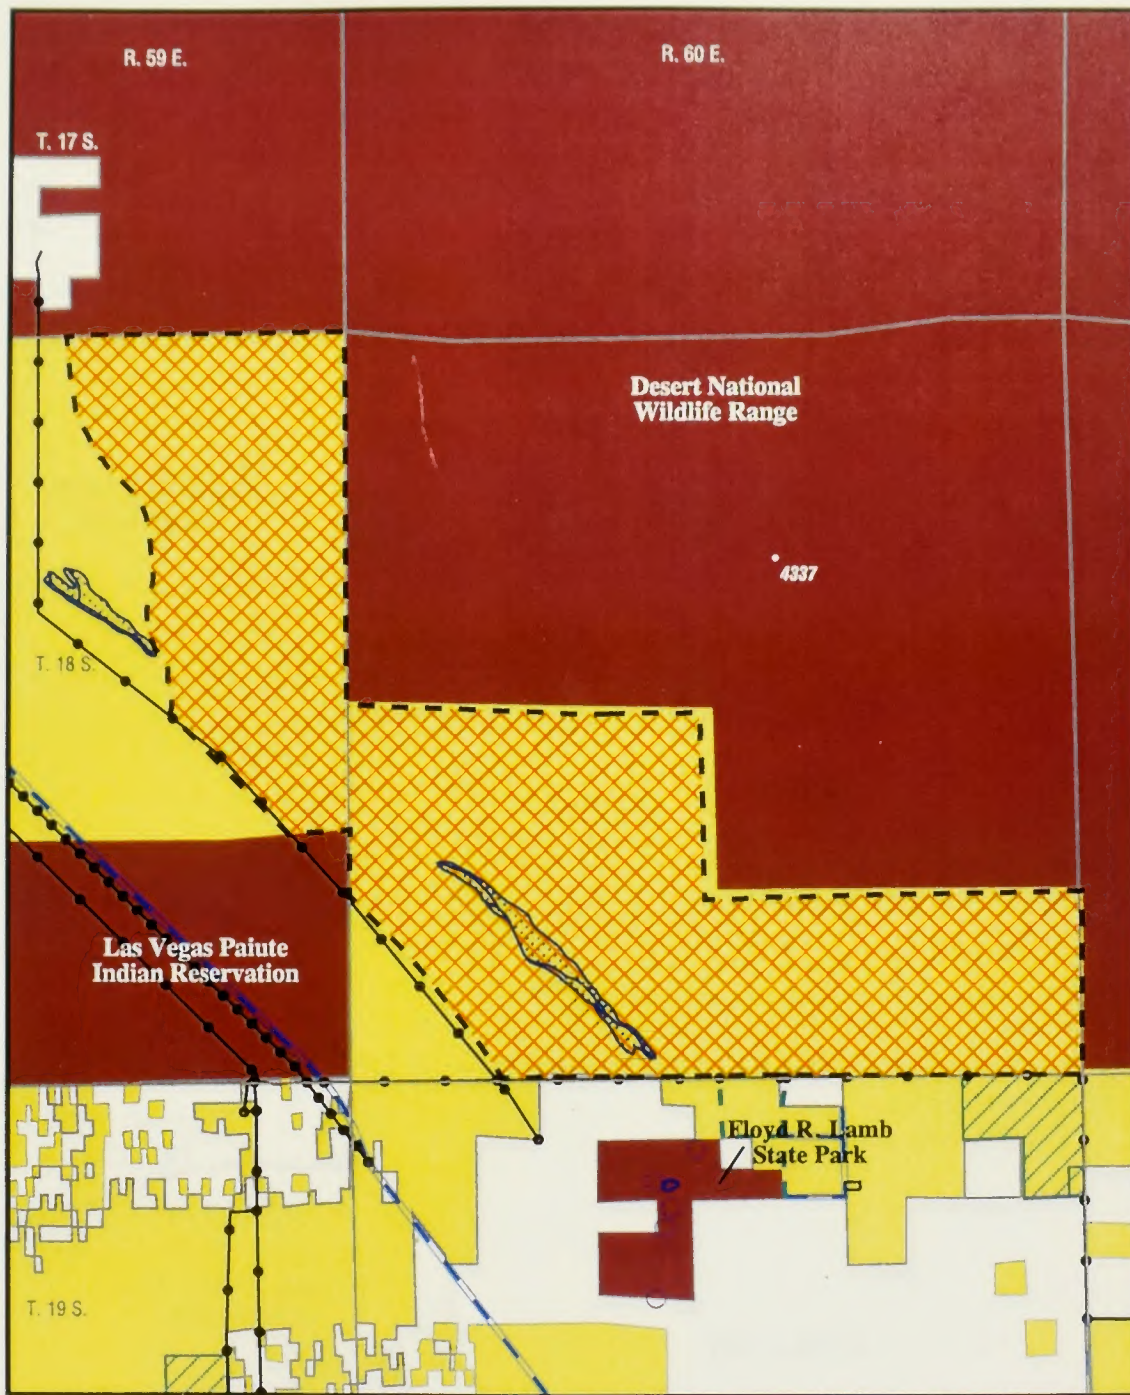 R. 59 E.
R. 60 E.
T. 17 S.
Desert National
Wildlife Range
4337
T. 18 S.
Las Vegas Paiute
Indian Reservation
Floyd R. Lamb
State Park
T. 19 S.